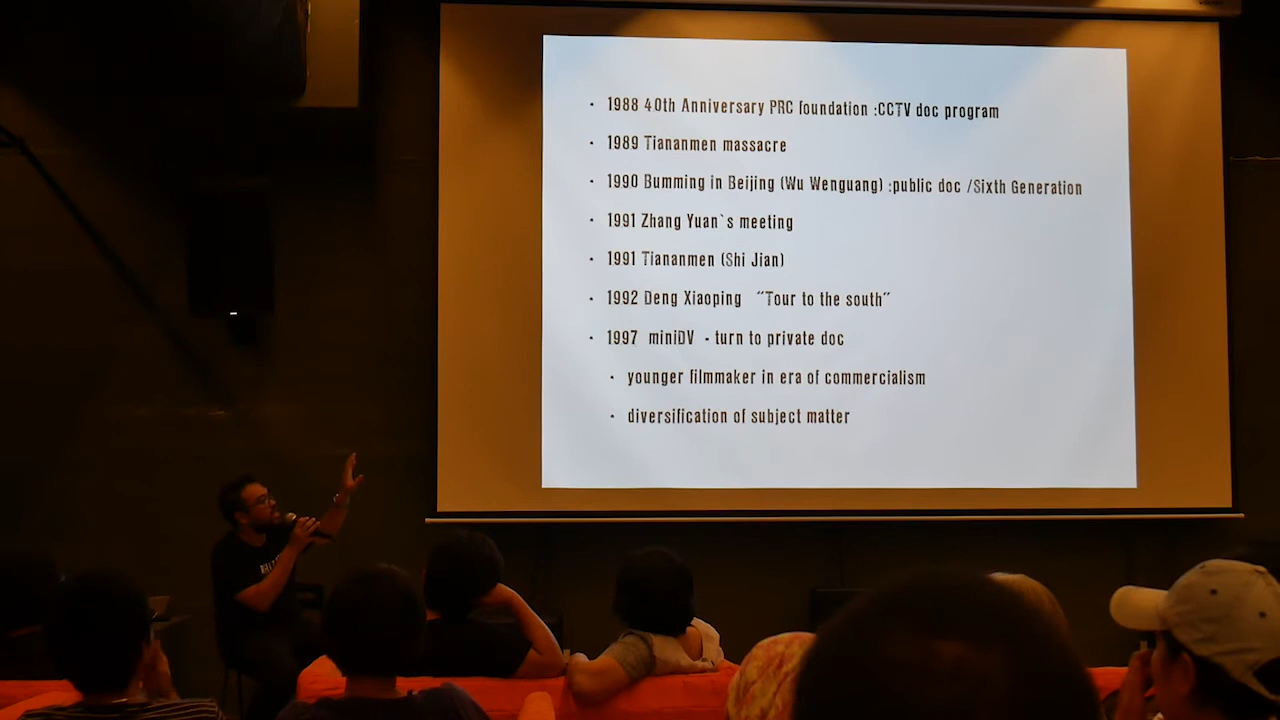 · 1988 40th Anniversary PRC foundation :CCTV doc program
· 1989 Tiananmen massacre
· 1990 Bumming in Beijing (Wu Wenguang) :public doc /Sixth Generation
· 1991 Zhang Yuan`s meeting
· 1991 Tiananmen (Shi Jian)
· 1992 Deng Xiaoping  “Tour to the south”
· 1997 miniDV - turn to private doc
· younger filmmaker in era of commercialism
· diversification of subject matter